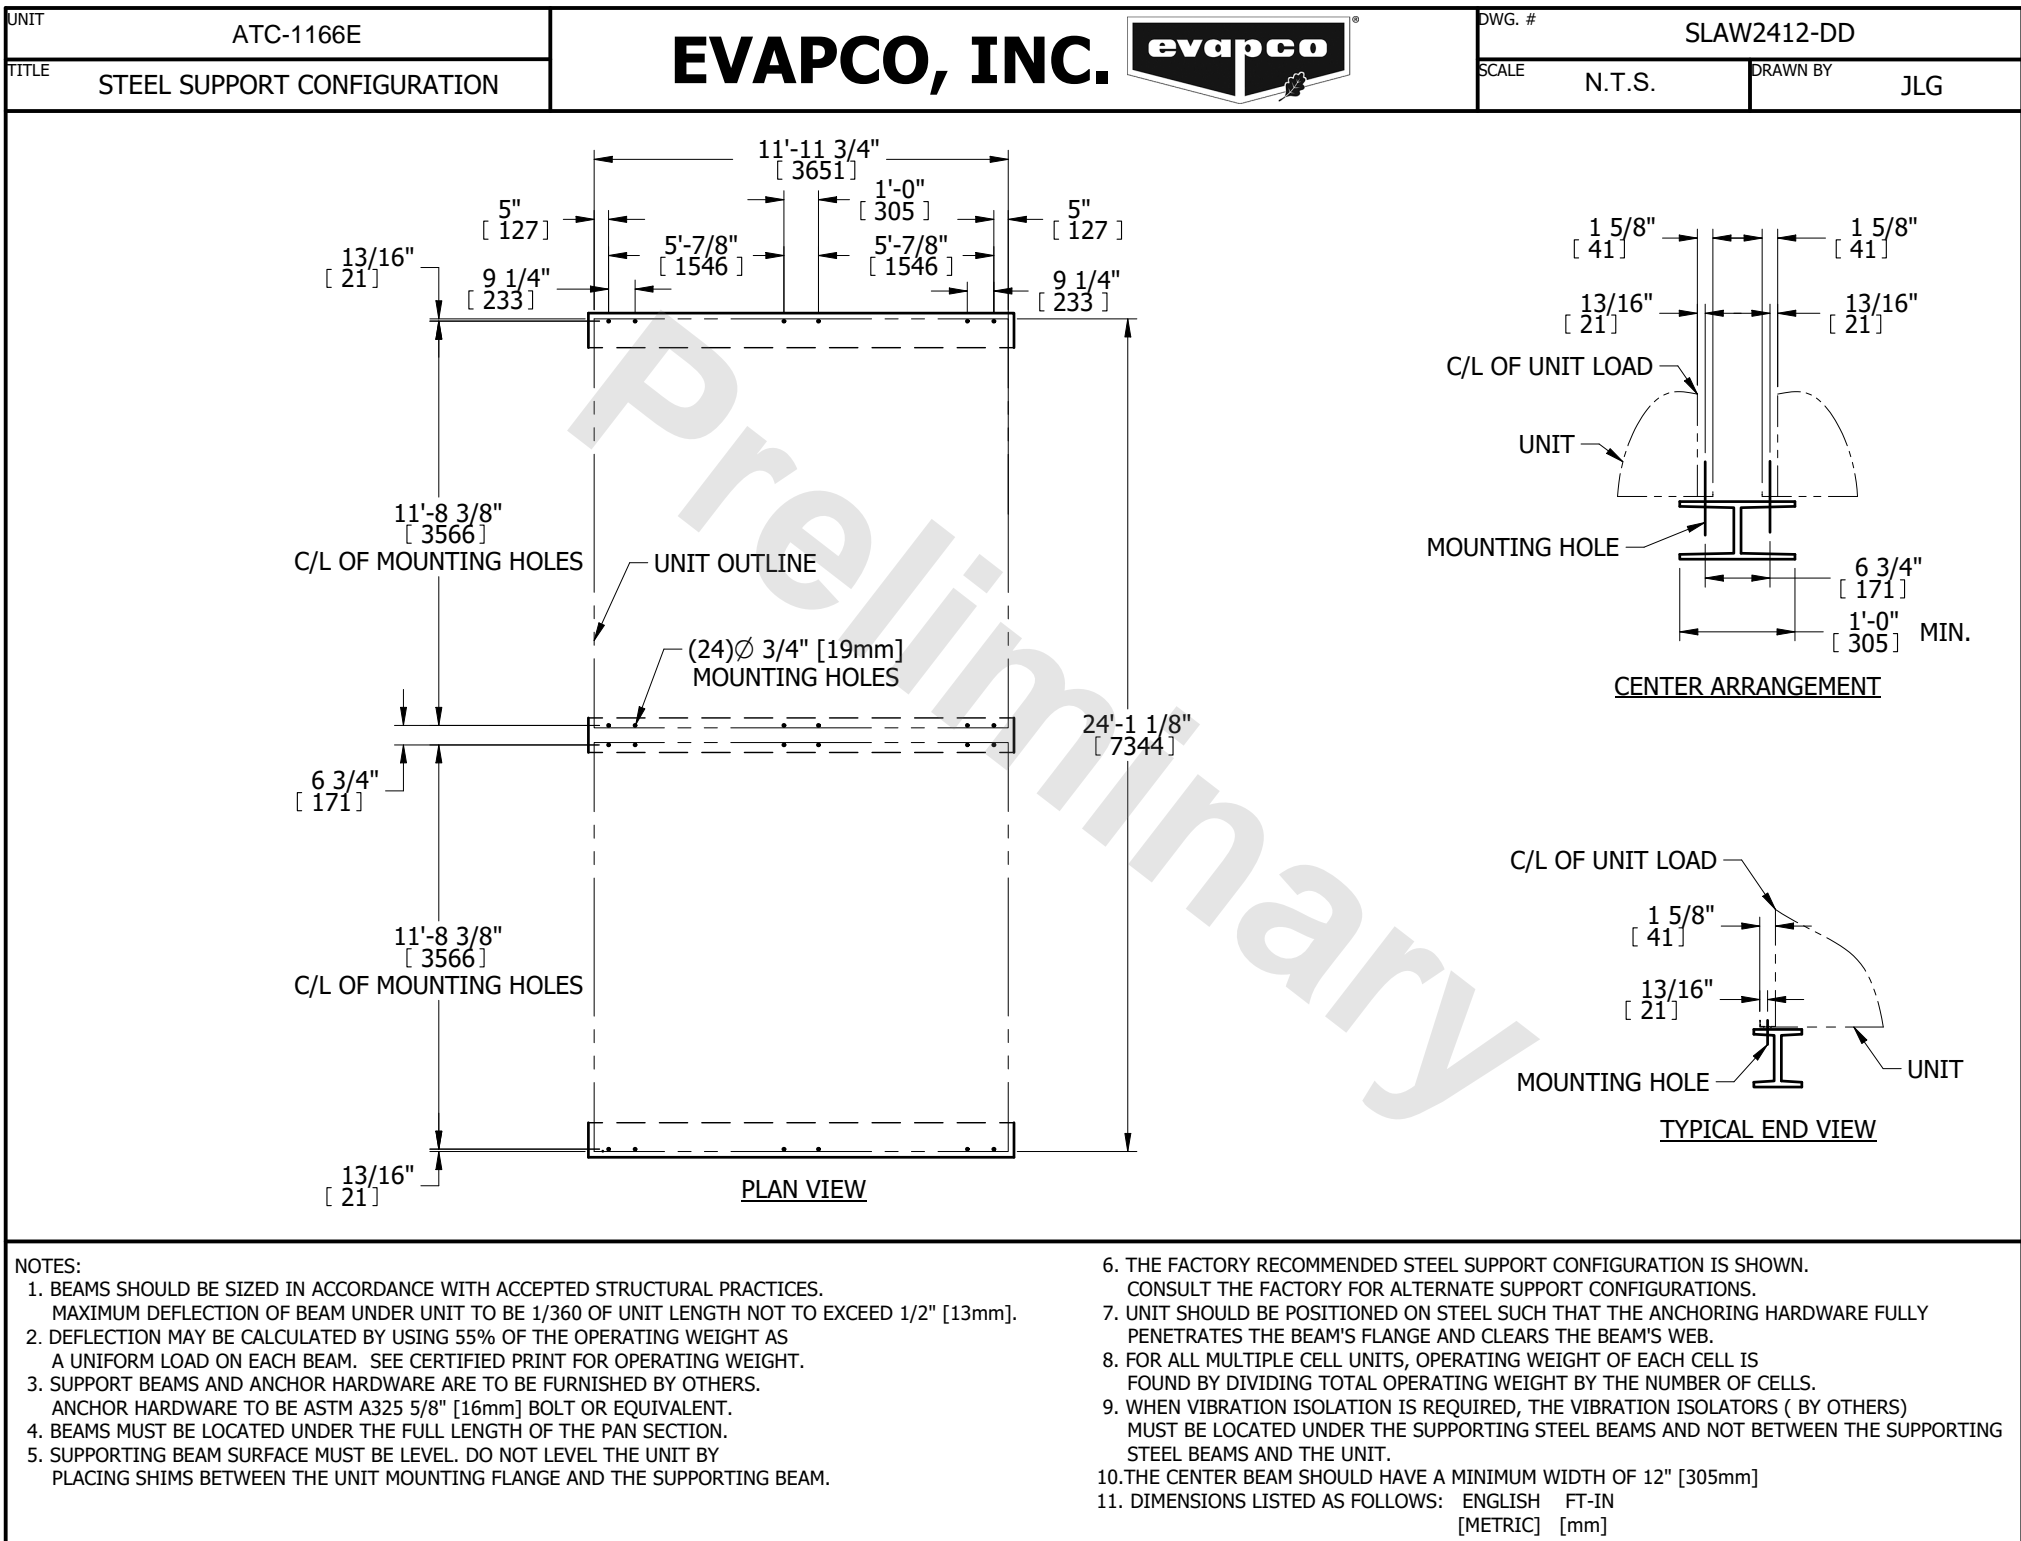 UNIT
ATC-1166E
TITLE
STEEL SUPPORT CONFIGURATION
EVAPCO, INC.
evapco
®
DWG. #
SLAW2412-DD
SCALE
N.T.S.
DRAWN BY
JLG
11'-11 3/4"
[ 3651 ]
1'-0"
[ 305 ]
5"
[ 127 ]
5"
[ 127 ]
5'-7/8"
[ 1546 ]
5'-7/8"
[ 1546 ]
13/16"
[ 21 ]
9 1/4"
[ 233 ]
9 1/4"
[ 233 ]
11'-8 3/8"
[ 3566 ]
C/L OF MOUNTING HOLES
UNIT OUTLINE
(24)∅ 3/4" [19mm]
MOUNTING HOLES
24'-1 1/8"
[ 7344 ]
6 3/4"
[ 171 ]
11'-8 3/8"
[ 3566 ]
C/L OF MOUNTING HOLES
13/16"
[ 21 ]
PLAN VIEW
Preliminary
1 5/8"
[ 41 ]
1 5/8"
[ 41 ]
13/16"
[ 21 ]
13/16"
[ 21 ]
C/L OF UNIT LOAD
UNIT
MOUNTING HOLE
6 3/4"
[ 171 ]
1'-0"
[ 305 ] MIN.
CENTER ARRANGEMENT
C/L OF UNIT LOAD
1 5/8"
[ 41 ]
13/16"
[ 21 ]
MOUNTING HOLE
UNIT
TYPICAL END VIEW
NOTES:
1. BEAMS SHOULD BE SIZED IN ACCORDANCE WITH ACCEPTED STRUCTURAL PRACTICES.
MAXIMUM DEFLECTION OF BEAM UNDER UNIT TO BE 1/360 OF UNIT LENGTH NOT TO EXCEED 1/2" [13mm].
2. DEFLECTION MAY BE CALCULATED BY USING 55% OF THE OPERATING WEIGHT AS
A UNIFORM LOAD ON EACH BEAM. SEE CERTIFIED PRINT FOR OPERATING WEIGHT.
3. SUPPORT BEAMS AND ANCHOR HARDWARE ARE TO BE FURNISHED BY OTHERS.
ANCHOR HARDWARE TO BE ASTM A325 5/8" [16mm] BOLT OR EQUIVALENT.
4. BEAMS MUST BE LOCATED UNDER THE FULL LENGTH OF THE PAN SECTION.
5. SUPPORTING BEAM SURFACE MUST BE LEVEL. DO NOT LEVEL THE UNIT BY
PLACING SHIMS BETWEEN THE UNIT MOUNTING FLANGE AND THE SUPPORTING BEAM.
6. THE FACTORY RECOMMENDED STEEL SUPPORT CONFIGURATION IS SHOWN.
CONSULT THE FACTORY FOR ALTERNATE SUPPORT CONFIGURATIONS.
7. UNIT SHOULD BE POSITIONED ON STEEL SUCH THAT THE ANCHORING HARDWARE FULLY
PENETRATES THE BEAM'S FLANGE AND CLEARS THE BEAM'S WEB.
8. FOR ALL MULTIPLE CELL UNITS, OPERATING WEIGHT OF EACH CELL IS
FOUND BY DIVIDING TOTAL OPERATING WEIGHT BY THE NUMBER OF CELLS.
9. WHEN VIBRATION ISOLATION IS REQUIRED, THE VIBRATION ISOLATORS ( BY OTHERS)
MUST BE LOCATED UNDER THE SUPPORTING STEEL BEAMS AND NOT BETWEEN THE SUPPORTING
STEEL BEAMS AND THE UNIT.
10.THE CENTER BEAM SHOULD HAVE A MINIMUM WIDTH OF 12" [305mm]
11. DIMENSIONS LISTED AS FOLLOWS: ENGLISH FT-IN
[METRIC] [mm]